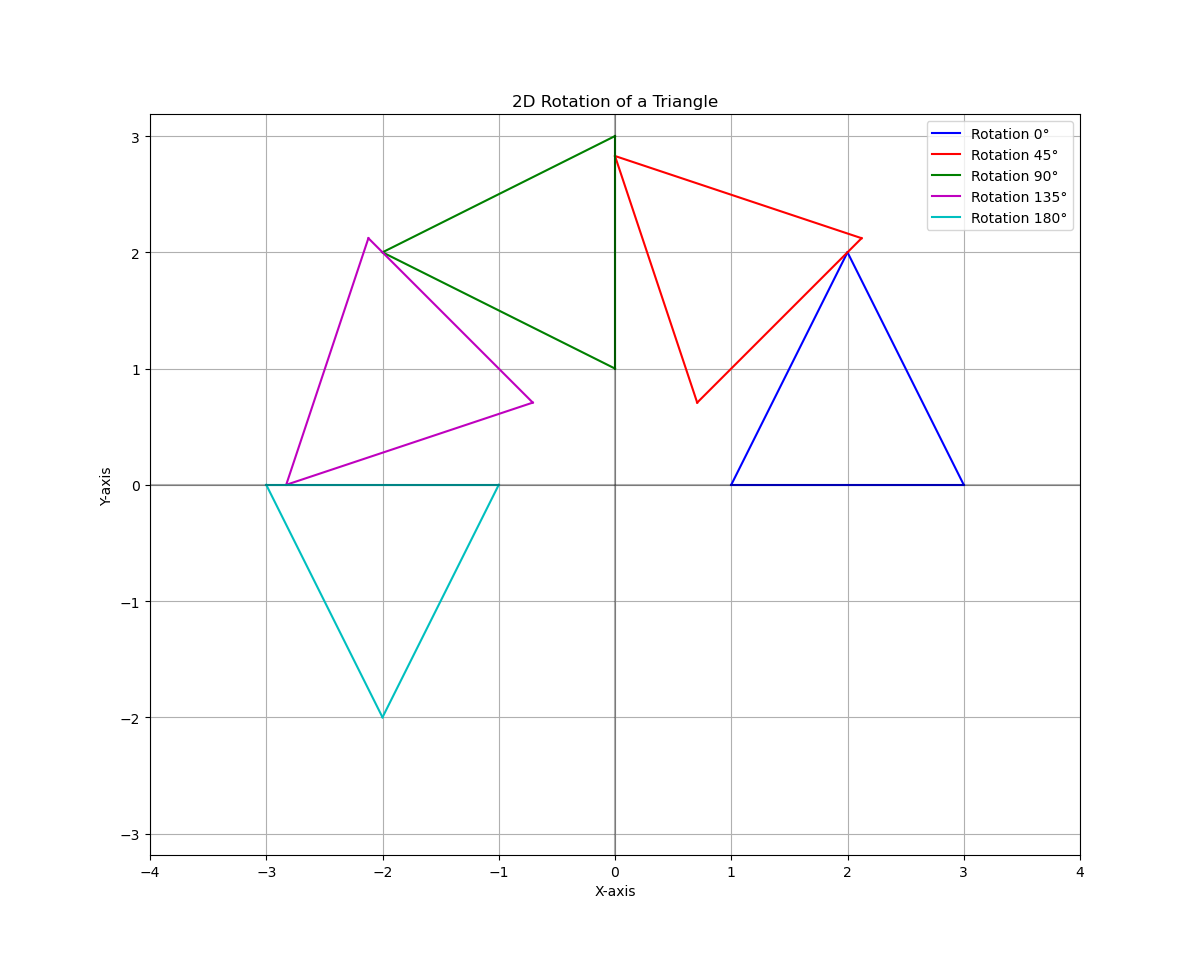 2D Rotation of a Triangle
Rotation 0°
Rotation 45°
Rotation 90°
Rotation 135°
Rotation 180°
Y-axis
3
2
1
0
−1
−2
−3
−4 −3 −2 −1 0 1 2 3 4
X-axis